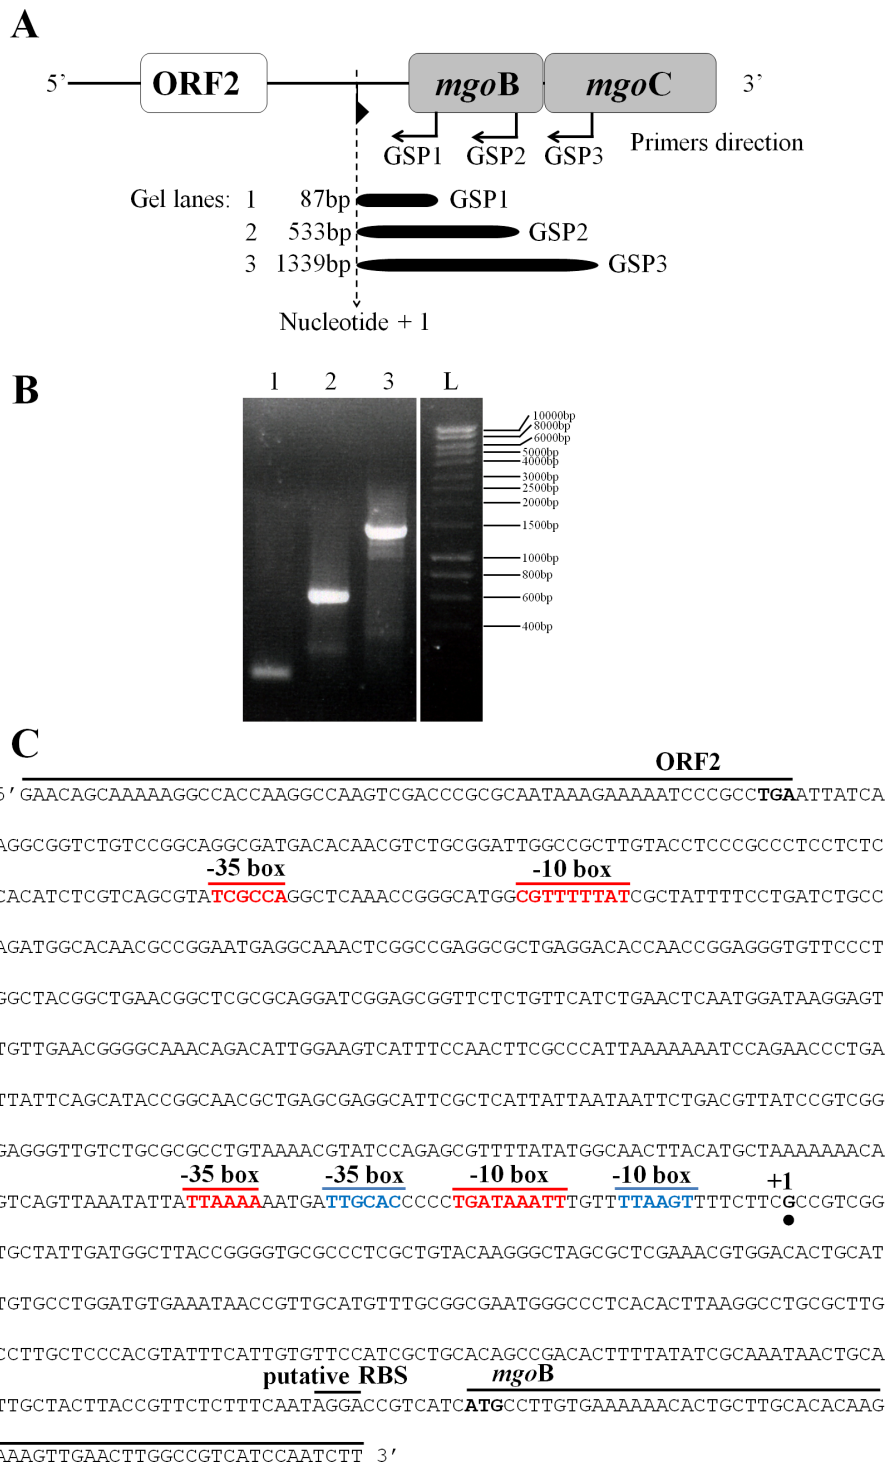 A
5’
ORF2
mgoB
mgoC
3’
GSP1
GSP2
GSP3
Primers direction
Gel lanes: 1 87bp GSP1
2 533bp GSP2
3 1339bp GSP3
Nucleotide + 1
B
1 2 3 L
10000bp
8000bp
6000bp
5000bp
4000bp
3000bp
2500bp
2000bp
1500bp
1000bp
800bp
600bp
400bp
C
ORF2
5’GAACAGCAAAAAGGCCACCAAGGCCAAGTCGACCCGCGCAATAAAGAAAAATCCCGCCTGAATTATCA
AGGCGGTCTGTCCGGCAGGCGATGACACAACGTCTGCGGATTGGCCGCTTGTACCTCCCGCCCTCCTCTC
-35 box -10 box
CACATCTCGTCAGCGTATCGCCAGGCTCAAACCGGGCATGGCGTTTTTATCGCTATTTTCCTGATCTGCC
AGATGGCACAACGCCGGAATGAGGCAAACTCGGCCGAGGCGCTGAGGACACCAACCGGAGGGTGTTCCCT
GGCTACGGCTGAACGGCTCGCGCAGGATCGGAGCGGTTCTCTGTTCATCTGAACTCAATGGATAAGGAGT
TGTTGAACGGGGCAAACAGACATTGGAAGTCATTTCCAACTTCGCCCATTAAAAAAATCCAGAACCCTGA
TTATTCAGCATACCGGCAACGCTGAGCGAGGCATTCGCTCATTATTAATAATTCTGACGTTATCCGTCGG
GAGGGTTGTCTGCGCGCCTGTAAAACGTATCCAGAGCGTTTTATATGGCAACTTACATGCTAAAAAAACA
-35 box -35 box -10 box -10 box +1
GTCAGTTAAATATTATTAAAAAATGATTGCACCCCCTGATAAATTTGTTTTAAGTTTTCTTCGCCGTCGG
TGCTATTGATGGCTTACCGGGGTGCGCCCTCGCTGTACAAGGGCTAGCGCTCGAAACGTGGACACTGCAT
TGTGCCTGGATGTGAAATAACCGTTGCATGTTTGCGGCGAATGGGCCCTCACACTTAAGGCCTGCGCTTG
CCTTGCTCCCACGTATTTCATTGTGTTCCATCGCTGCACAGCCGACACTTTTATATCGCAAATAACTGCA
putative RBS mgoB
TTGCTACTTACCGTTCTCTTTCAATAGGACCGTCATCATGCCTTGTGAAAAAACACTGCTTGCACACAAG
AAAGTTGAACTTGGCCGTCATCCAATCTT 3’